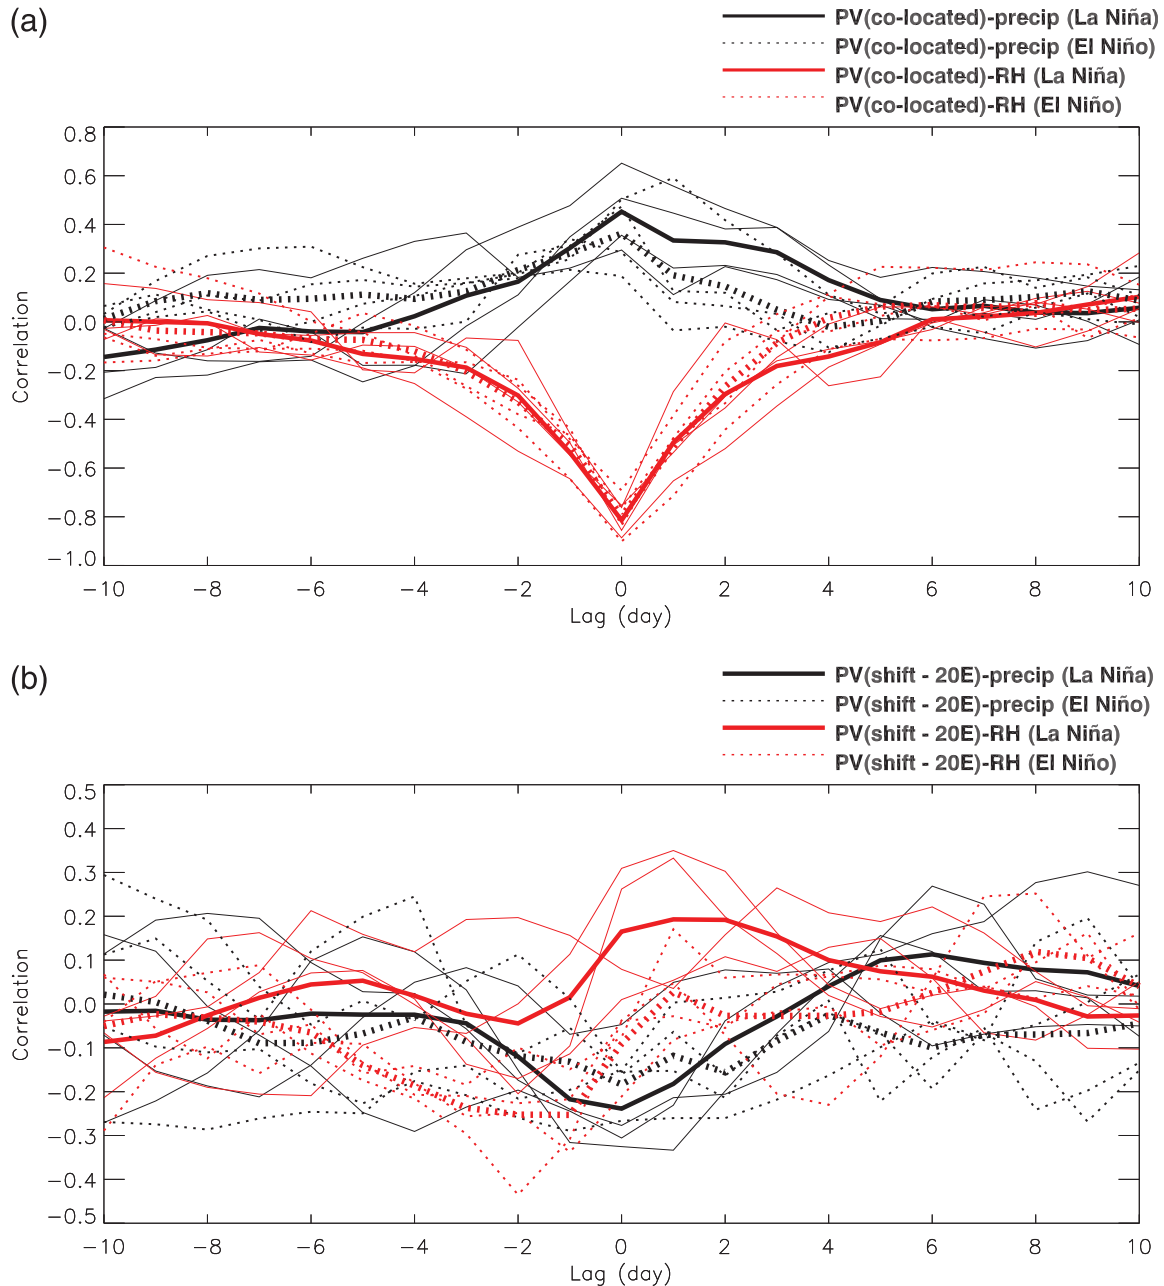 (a)
PV(co-located)-precip (La Niña)
PV(co-located)-precip (El Niño)
PV(co-located)-RH (La Niña)
PV(co-located)-RH (El Niño)
0.8
0.6
0.4
0.2
0.0
-0.2
-0.4
-0.6
-0.8
-1.0
Correlation
-10 -8 -6 -4 -2 0 2 4 6 8 10
Lag (day)
(b)
PV(shift - 20E)-precip (La Niña)
PV(shift - 20E)-precip (El Niño)
PV(shift - 20E)-RH (La Niña)
PV(shift - 20E)-RH (El Niño)
0.5
0.4
0.3
0.2
0.1
0.0
-0.1
-0.2
-0.3
-0.4
-0.5
Correlation
-10 -8 -6 -4 -2 0 2 4 6 8 10
Lag (day)